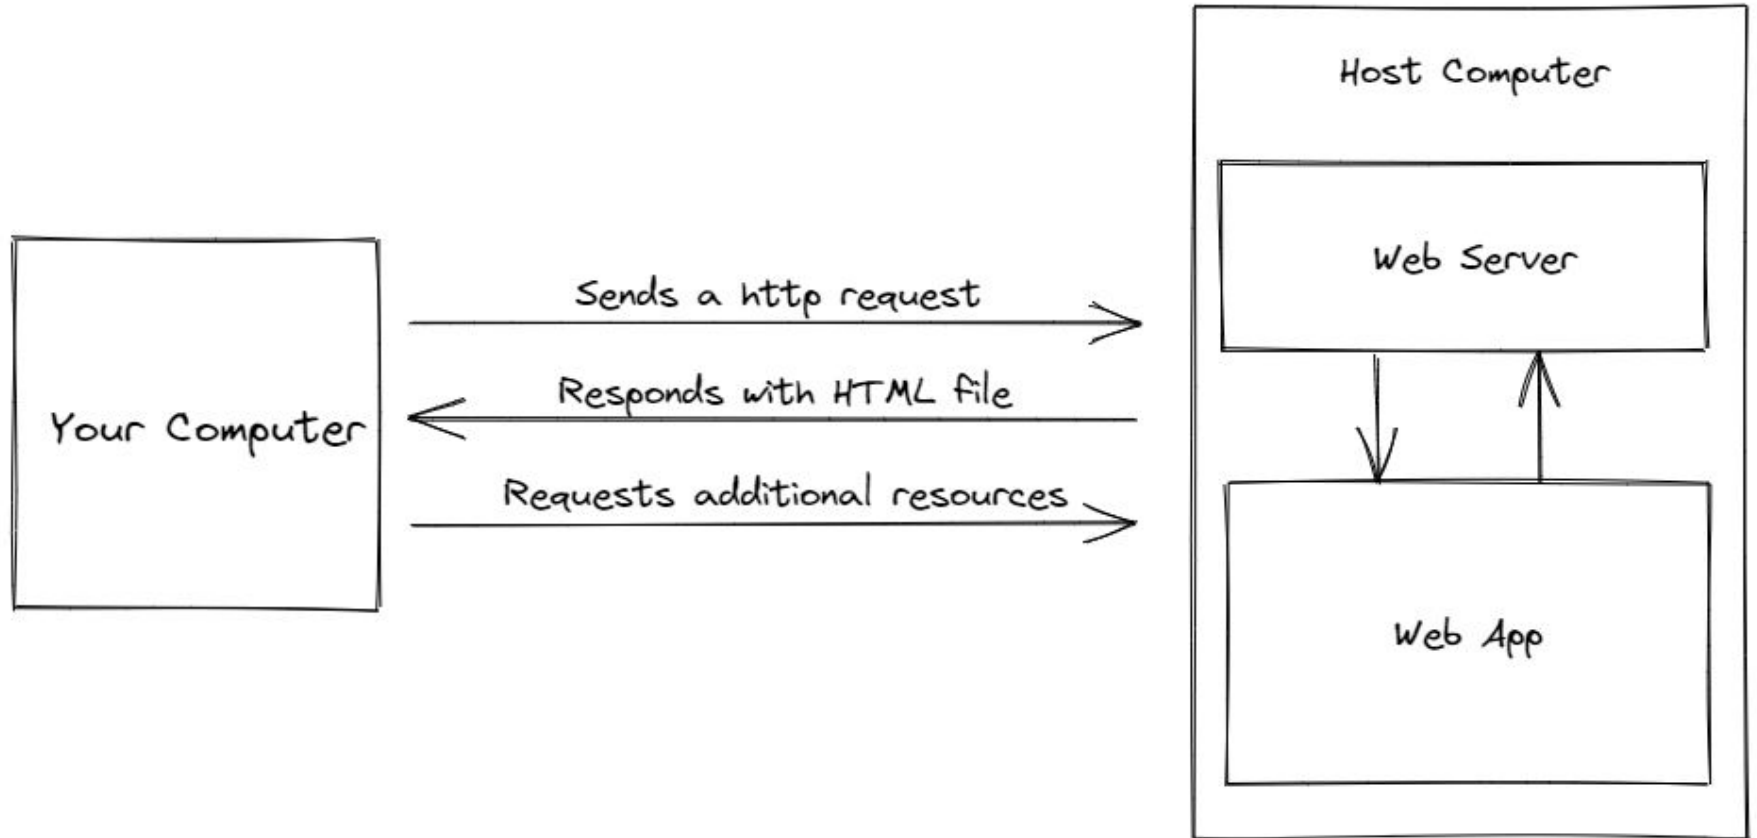 Host Computer
Web Server
Sends a http request
Responds with HTML file
Your Computer
Requests additional resources
Web App